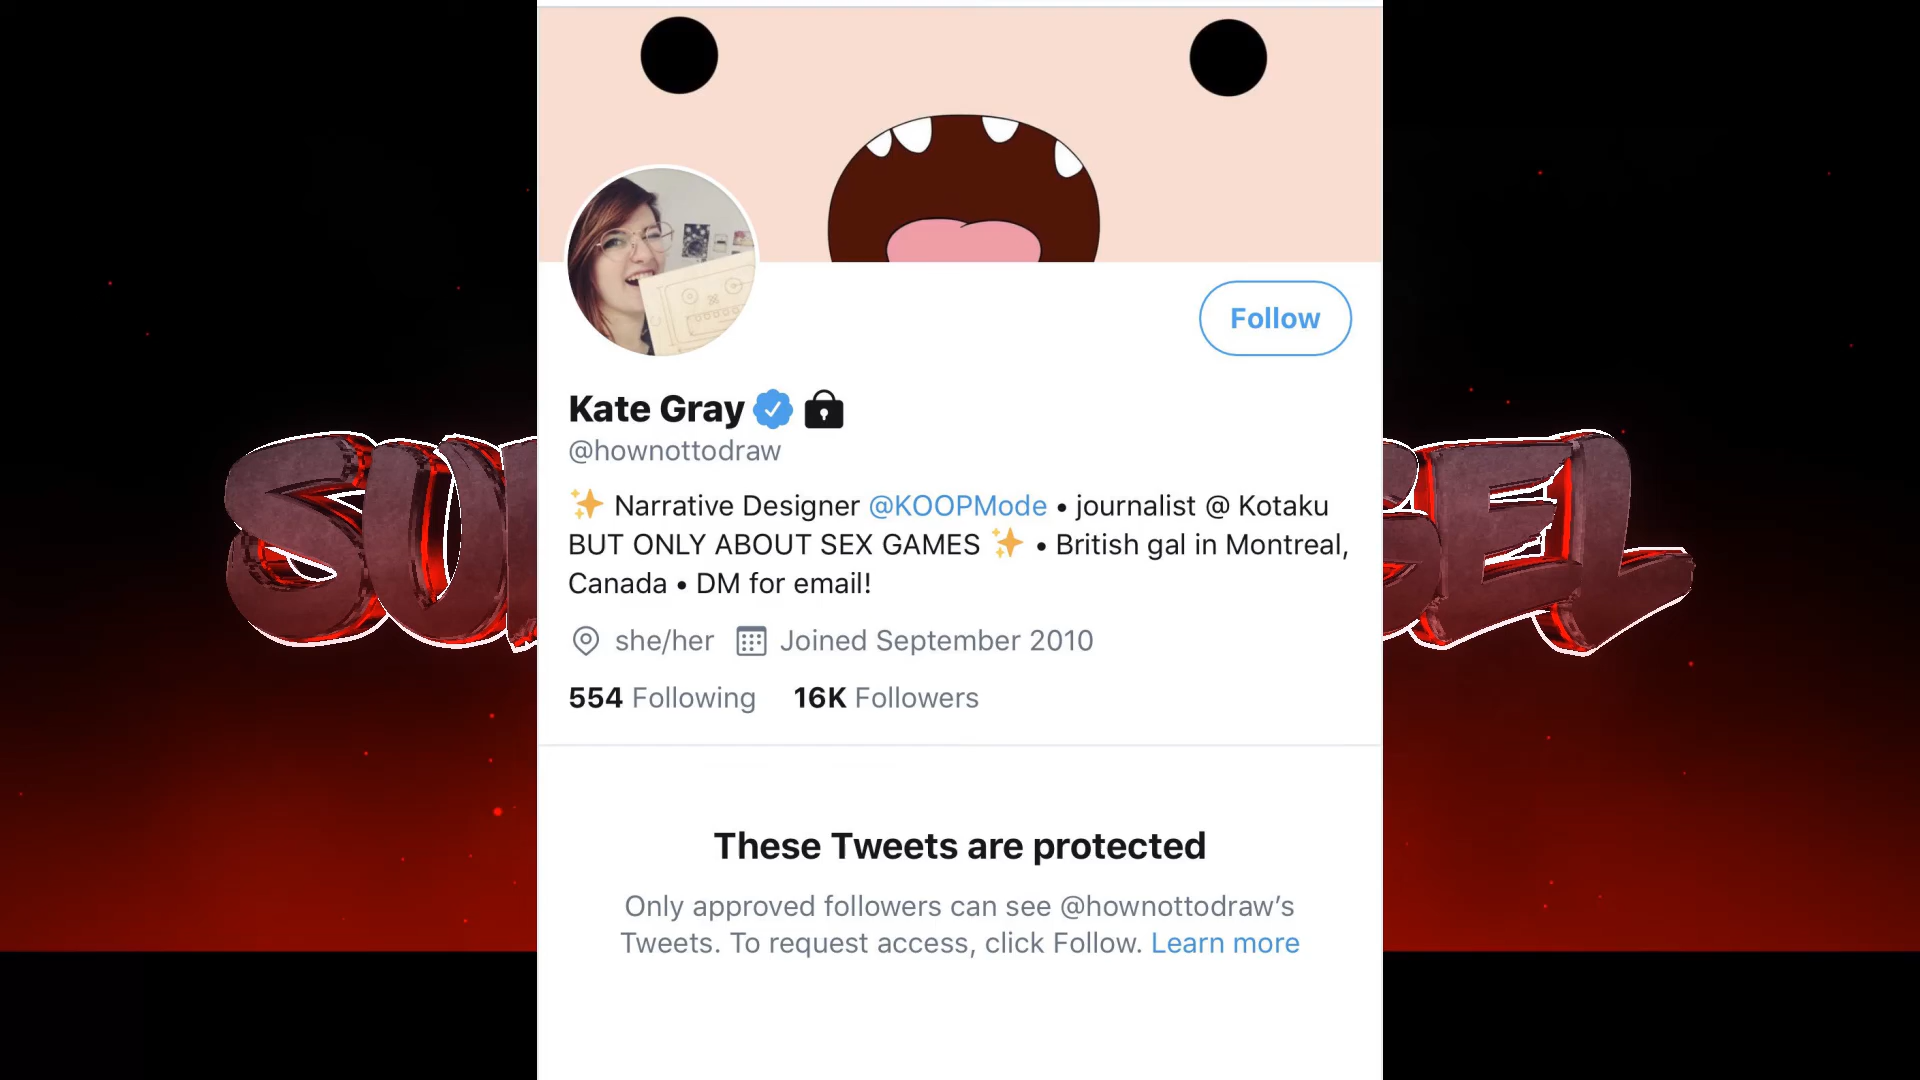 Kate Gray
@hownottodraw
✨ Narrative Designer @KOOPMode • journalist @ Kotaku
BUT ONLY ABOUT SEX GAMES ✨ • British gal in Montreal,
Canada • DM for email!
she/her Joined September 2010
554 Following 16K Followers
Follow
These Tweets are protected
Only approved followers can see @hownottodraw’s
Tweets. To request access, click Follow. Learn more
SU
GEL